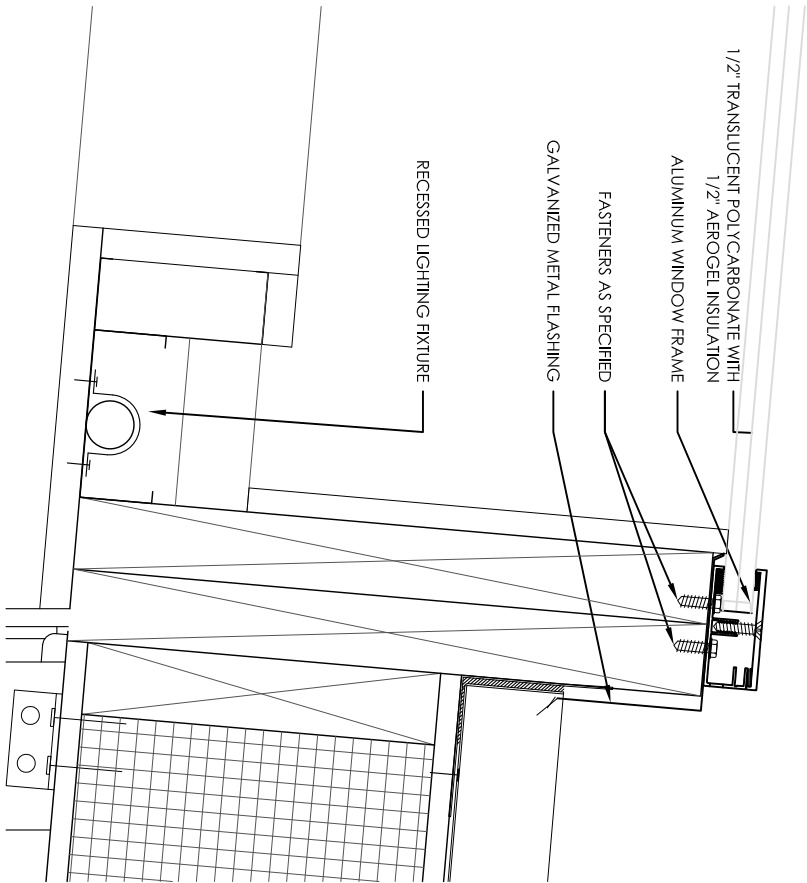 1/2" TRANSLUCENT POLYCARBONATE WITH
1/2" AEROGEL INSULATION
ALUMINUM WINDOW FRAME
FASTENERS AS SPECIFIED
GALVANIZED METAL FLASHING
RECESSED LIGHTING FIXTURE